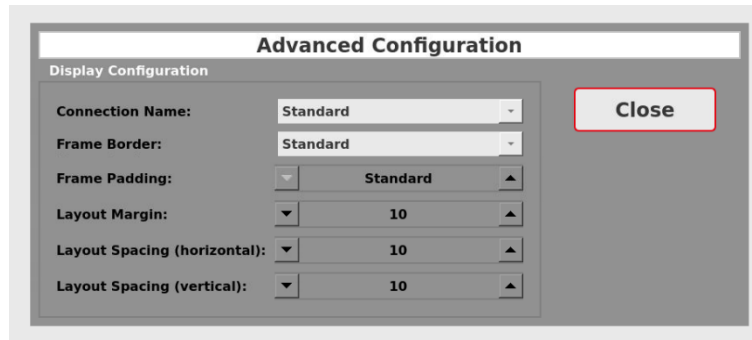 Advanced Configuration
Display Configuration
Connection Name: Standard
Close
Frame Border: Standard
Frame Padding: Standard
Layout Margin: 10
Layout Spacing (horizontal): 10
Layout Spacing (vertical): 10